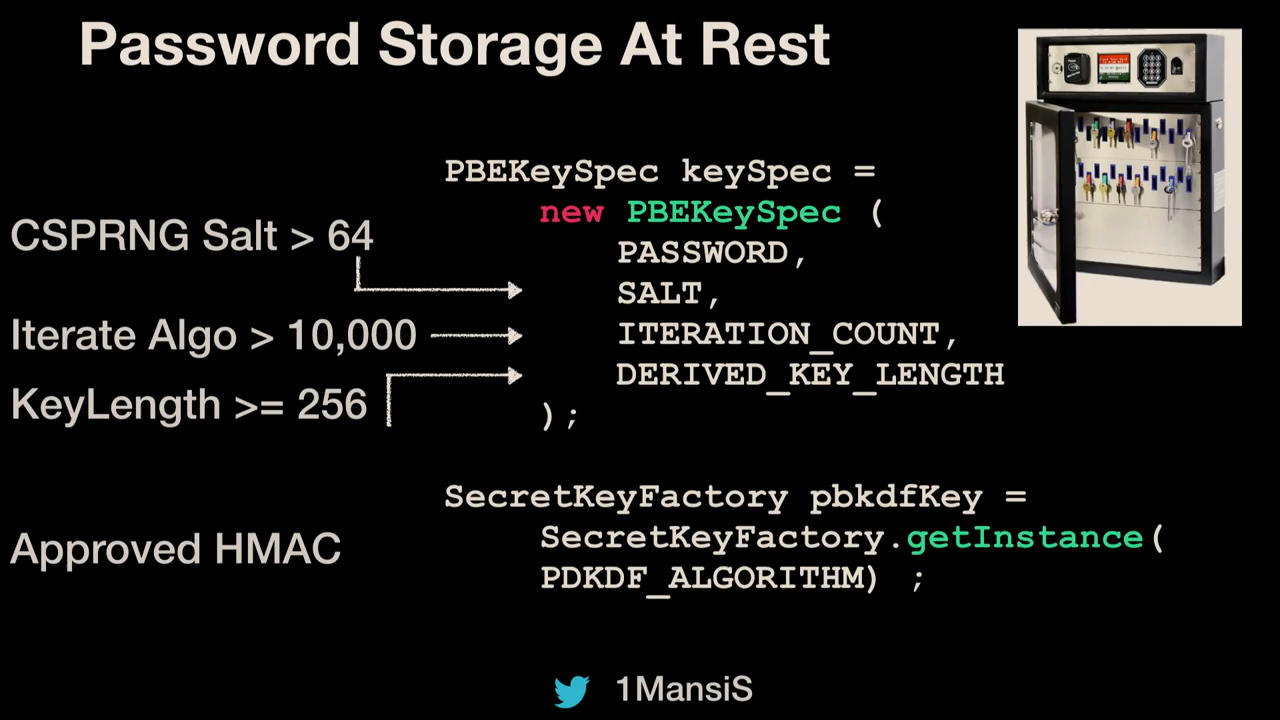 Password Storage At Rest
PBEKeySpec keySpec =
new PBEKeySpec (
CSPRNG Salt > 64
PASSWORD,
SALT,
Iterate Algo > 10,000
ITERATION_COUNT,
KeyLength >= 256
DERIVED_KEY_LENGTH
);
SecretKeyFactory pbkdfKey =
SecretKeyFactory.getInstance(
Approved HMAC
PDKDF_ALGORITHM) ;
1MansiS